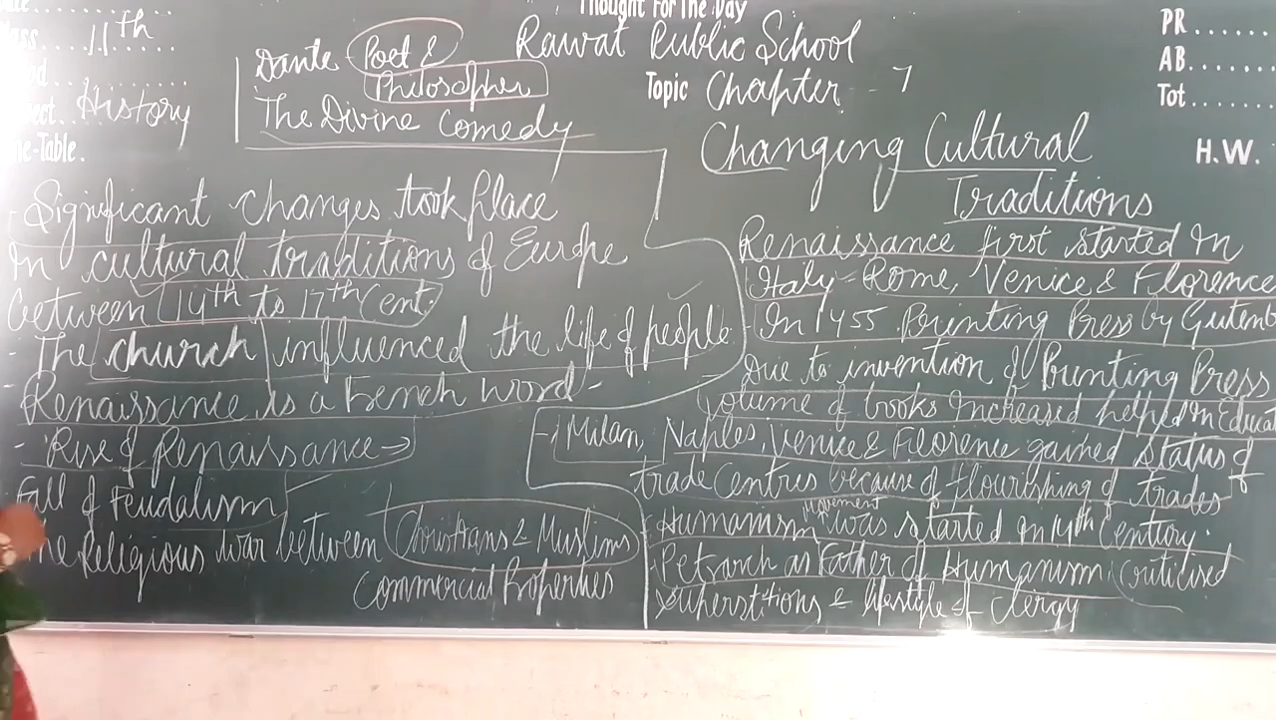 Thought For The Day
Rawat Public School
11th
History
Topic Chapter - 7
Changing Cultural
Traditions
PR......
AB.......
Tot.......
H.W.
Dante - Poet &
Philosopher
The Divine Comedy
- Significant changes took place
In cultural traditions of Europe
between 14th to 17th Cent.
- The church influenced the life of people
- Renaissance is a French word -
- Rise of Renaissance →
Fall of Feudalism
The Religious war between Christians & Muslims
Commercial Properties
Renaissance first started In
Italy - Rome, Venice & Florence
- In 1455 Printing Press by
- Due to invention of Printing Press
volume of books Increased helped In
- Milan, Naples, Venice & Florence gained status of
trade Centres because of flourishing of trades
- Humanism movement was started In 14th Century.
- Petrarch as Father of Humanism criticised
superstitions & lifestyle of clergy